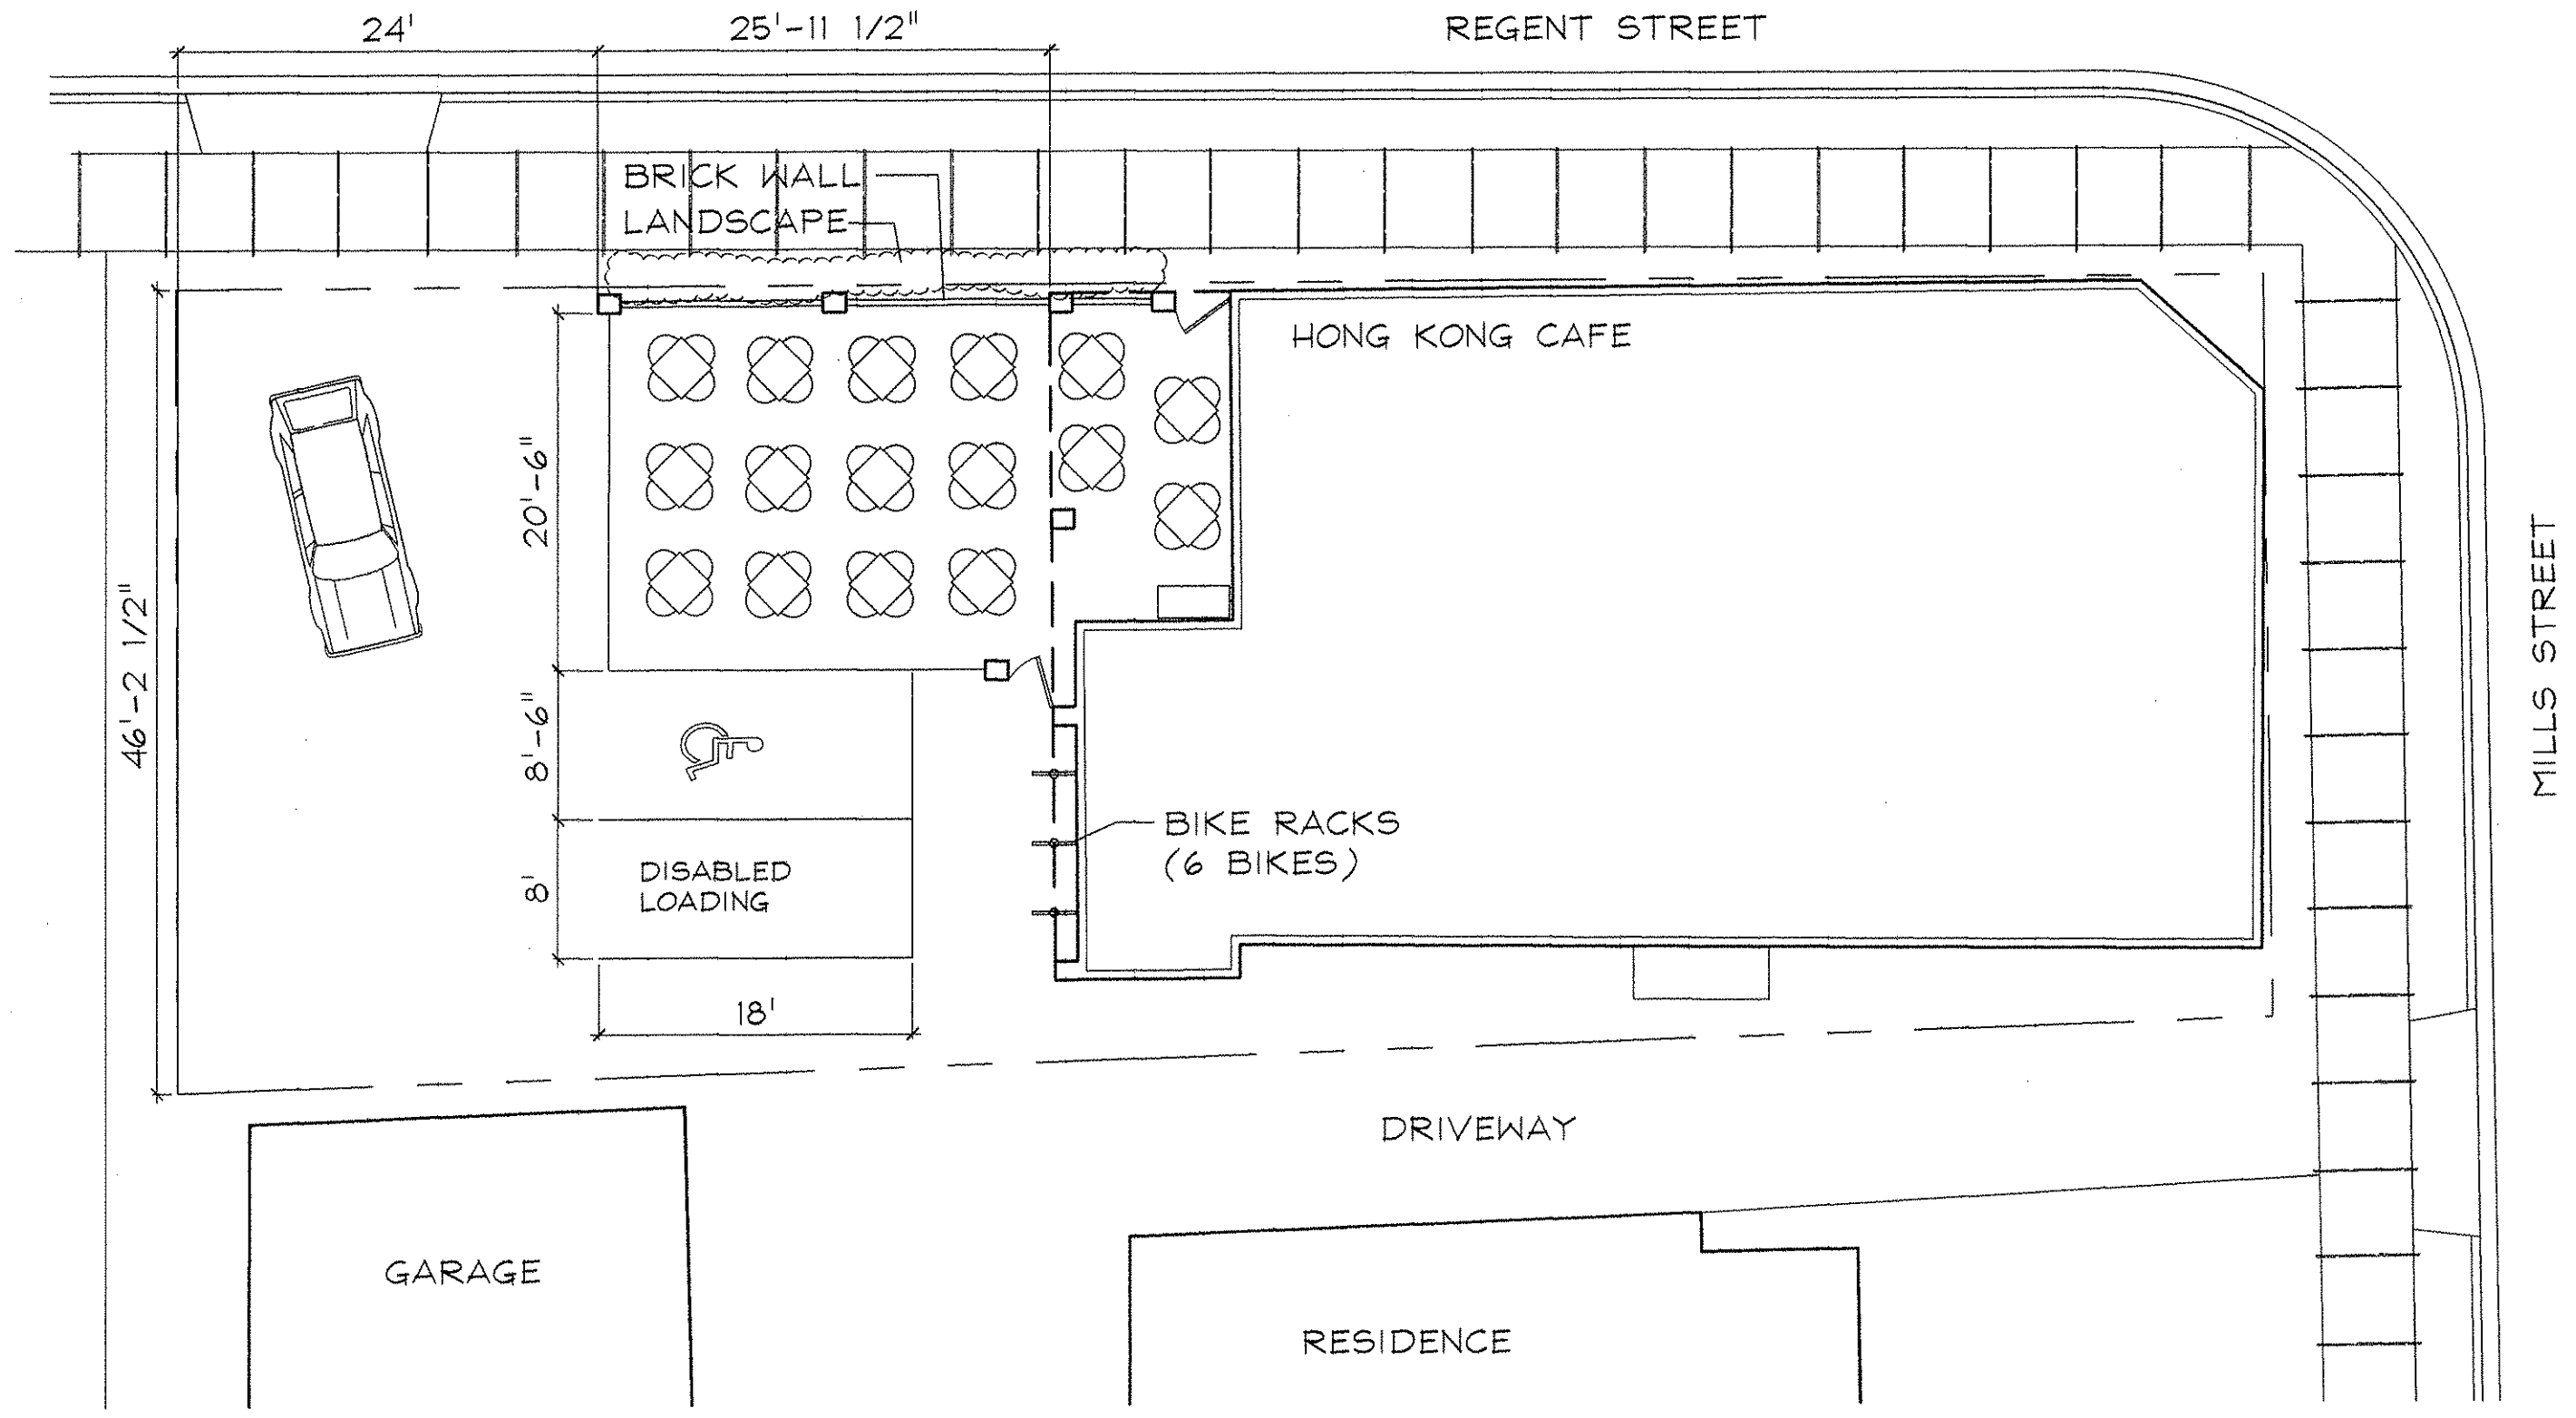 24'
25'-11 1/2"
REGENT STREET
BRICK WALL
LANDSCAPE
HONG KONG CAFE
20'-6"
46'-2 1/2"
8'-6"
8'
MILLS STREET
BIKE RACKS
(6 BIKES)
DISABLED
LOADING
18'
DRIVEWAY
GARAGE
RESIDENCE